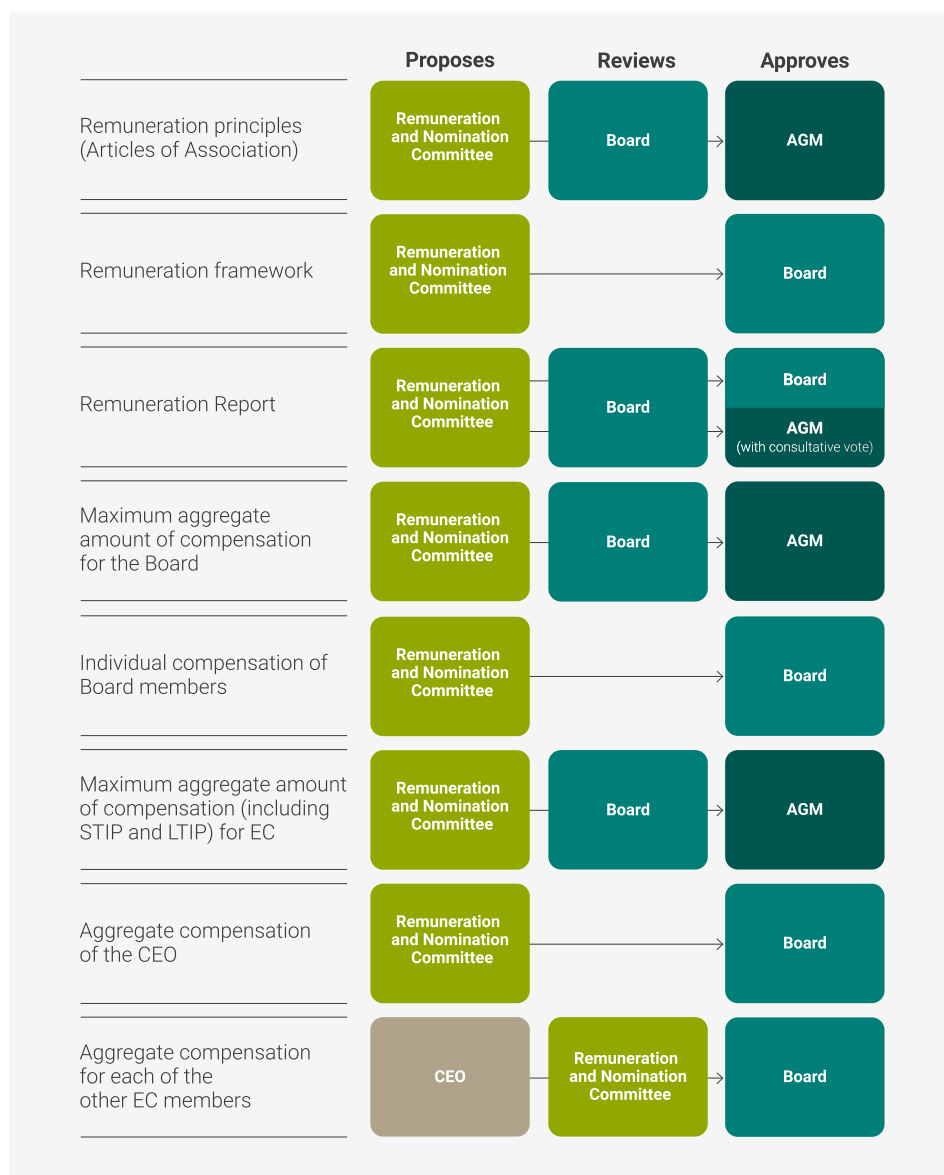 Proposes
Reviews
Approves
Remuneration principles
(Articles of Association)
Remuneration
and Nomination
Committee
Board
AGM
Remuneration framework
Remuneration
and Nomination
Committee
Board
Remuneration Report
Remuneration
and Nomination
Committee
Board
Board
AGM
(with consultative vote)
Maximum aggregate
amount of compensation
for the Board
Remuneration
and Nomination
Committee
Board
AGM
Individual compensation of
Board members
Remuneration
and Nomination
Committee
Board
Maximum aggregate amount
of compensation (including
STIP and LTIP) for EC
Remuneration
and Nomination
Committee
Board
AGM
Aggregate compensation
of the CEO
Remuneration
and Nomination
Committee
Board
Aggregate compensation
for each of the
other EC members
CEO
Remuneration
and Nomination
Committee
Board